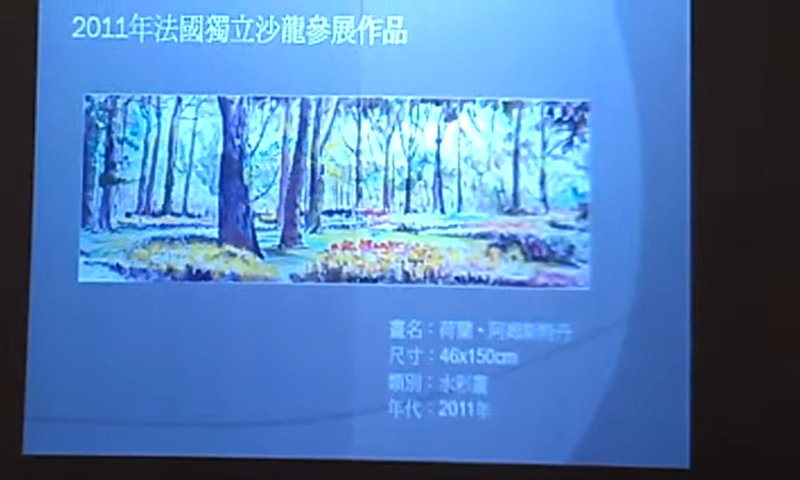 2011年法國獨立沙龍參展作品
畫名：荷蘭‧阿姆斯特丹
尺寸：46x150cm
類別：水彩畫
年代：2011年